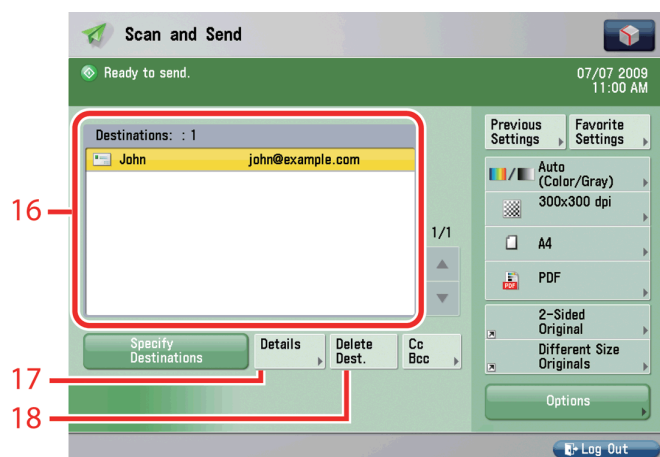 Scan and Send
Ready to send.
07/07 2009
11:00 AM
Destinations: : 1
John john@example.com
16
1/1
Specify
Destinations
Details
Delete
Dest.
Cc
Bcc
17
18
Previous
Settings
Favorite
Settings
Auto
(Color/Gray)
300x300 dpi
A4
PDF
PDF
2-Sided
Original
Different Size
Originals
Options
Log Out